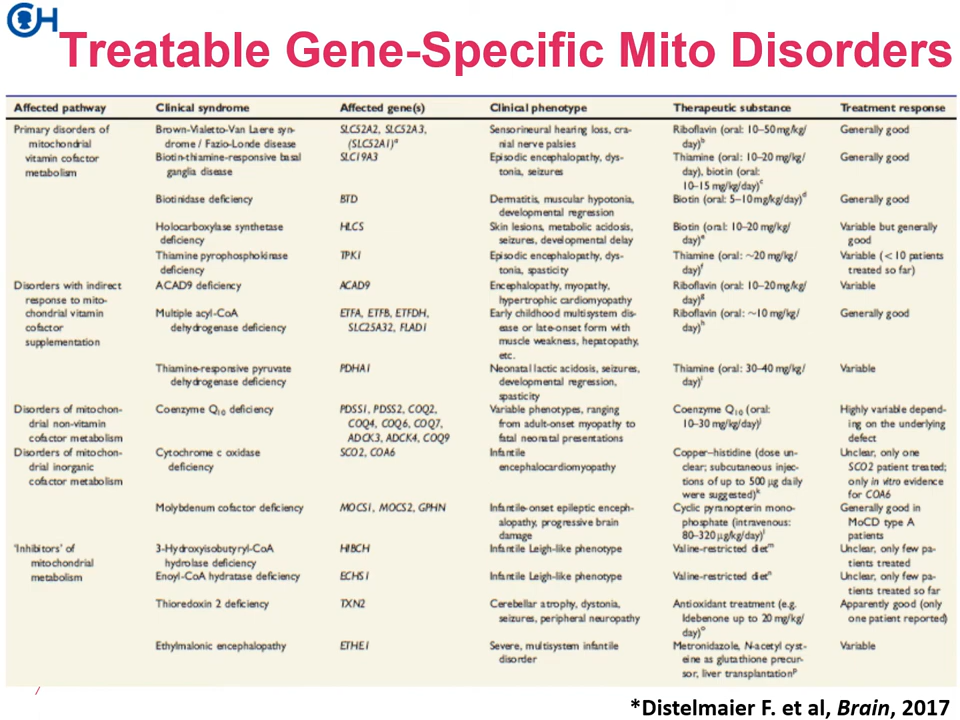 CH
Treatable Gene-Specific Mito Disorders
Affected pathway Clinical syndrome Affected gene(s) Clinical phenotype Therapeutic substance Treatment response
Primary disorders of Brown-Vialetto-Van Laere syn- SLC52A2, SLC52A3, Sensorineural hearing loss, cra- Riboflavin (oral: 10–50mg/kg/ Generally good
mitochondrial drome / Fazio-Londe disease (SLC52A1)a nial nerve palsies day)b
vitamin cofactor Biotin-thiamine-responsive basal SLC19A3 Episodic encephalopathy, dys- Thiamine (oral: 10–20 mg/kg/ Generally good
metabolism ganglia disease tonia, seizures day), biotin (oral:
10–15 mg/kg/day)c
Biotinidase deficiency BTD Dermatitis, muscular hypotonia, Biotin (oral: 5–10mg/kg/day)d Generally good
developmental regression
Holocarboxylase synthetase HLCS Skin lesions, metabolic acidosis, Biotin (oral: 10–20 mg/kg/ Variable but generally
deficiency seizures, developmental delay day)e good
Thiamine pyrophosphokinase TPK1 Episodic encephalopathy, dys- Thiamine (oral: ~20 mg/kg/ Variable (<10 patients
deficiency tonia, spasticity day)f treated so far)
Disorders with indirect ACAD9 deficiency ACAD9 Encephalopathy, myopathy, Riboflavin (oral: 10–20mg/kg/ Variable
response to mito- hypertrophic cardiomyopathy day)g
chondrial vitamin Multiple acyl-CoA ETFA, ETFB, ETFDH, Early childhood multisystem dis- Riboflavin (oral: ~10 mg/kg/ Generally good
cofactor dehydrogenase deficiency SLC25A32, FLAD1 ease or late-onset form with day)h
supplementation muscle weakness, hepatopathy,
etc.
Thiamine-responsive pyruvate PDHA1 Neonatal lactic acidosis, seizures, Thiamine (oral: 30–40 mg/kg/ Variable
dehydrogenase deficiency developmental regression, day)i
spasticity
Disorders of mitochon- Coenzyme Q10 deficiency PDSS1, PDSS2, COQ2, Variable phenotypes, ranging Coenzyme Q10 (oral: Highly variable depend-
drial non-vitamin COQ4, COQ6, COQ7, from adult-onset myopathy to 10–30 mg/kg/day)j ing on the underlying
cofactor metabolism ADCK3, ADCK4, COQ9 fatal neonatal presentations defect
Disorders of mitochon- Cytochrome c oxidase SCO2, COA6 Infantile Copper–histidine (dose un- Unclear, only one
drial inorganic deficiency encephalocardiomyopathy clear; subcutaneous injec- SCO2 patient treated;
cofactor metabolism tions of up to 500 µg daily only in vitro evidence
were suggested)k for COA6
Molybdenum cofactor deficiency MOCS1, MOCS2, GPHN Infantile-onset epileptic enceph- Cyclic pyranopterin mono- Generally good in
alopathy, progressive brain phosphate (intravenous: MoCD type A
damage 80–320 µg/kg/day)l patients
‘Inhibitors’ of 3-Hydroxyisobutyryl-CoA HIBCH Infantile Leigh-like phenotype Valine-restricted dietm Unclear, only few pa-
mitochondrial hydrolase deficiency tients treated
metabolism Enoyl-CoA hydratase deficiency ECHS1 Infantile Leigh-like phenotype Valine-restricted dietn Unclear, only few pa-
tients treated so far
Thioredoxin 2 deficiency TXN2 Cerebellar atrophy, dystonia, Antioxidant treatment (e.g. Apparently good (only
seizures, peripheral neuropathy Idebenone up to 20 mg/kg/ one patient reported)
day)o
Ethylmalonic encephalopathy ETHE1 Severe, multisystem infantile Metronidazole, N-acetyl cyst- Variable
disorder eine as glutathione precur-
sor, liver transplantationp
7
*Distelmaier F. et al, Brain, 2017